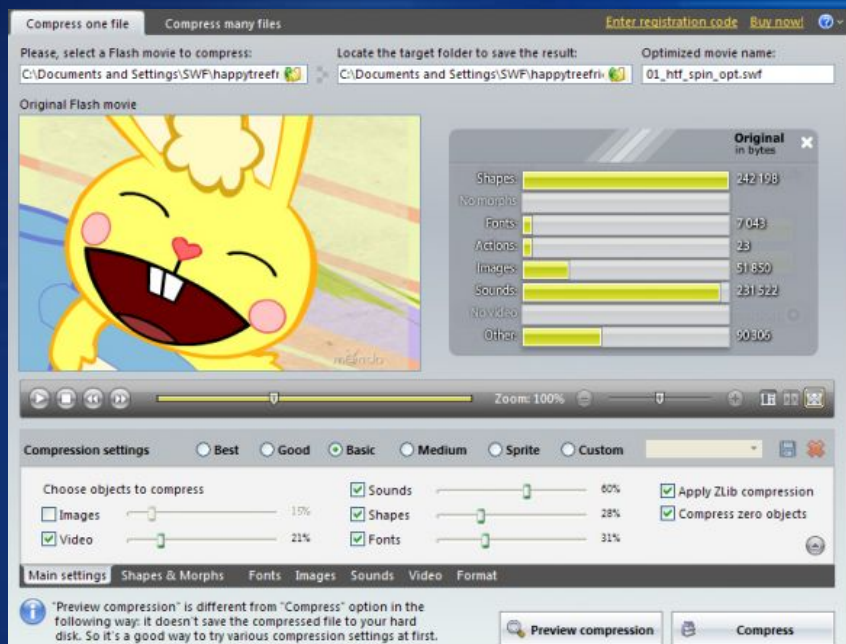 Compress one file Compress many files Enter registration code Buy now!
Please, select a Flash movie to compress: Locate the target folder to save the result: Optimized movie name:
C:\Documents and Settings\SWF\happytreefr C:\Documents and Settings\SWF\happytreefri 01_htf_spin_opt.swf
Original Flash movie
Original
in bytes
Shapes: 242 198
No morphs
Fonts: 7 043
Actions: 23
Images: 51 850
Sounds: 231 522
No video
Other: 90 305
Zoom: 100%
Compression settings Best Good Basic Medium Sprite Custom
Choose objects to compress
Sounds 60% Apply ZLib compression
Images 15% Shapes 28% Compress zero objects
Video 21% Fonts 31%
Main settings Shapes & Morphs Fonts Images Sounds Video Format
"Preview compression" is different from "Compress" option in the
following way: it doesn't save the compressed file to your hard
disk. So it's a good way to try various compression settings at first.
Preview compression Compress